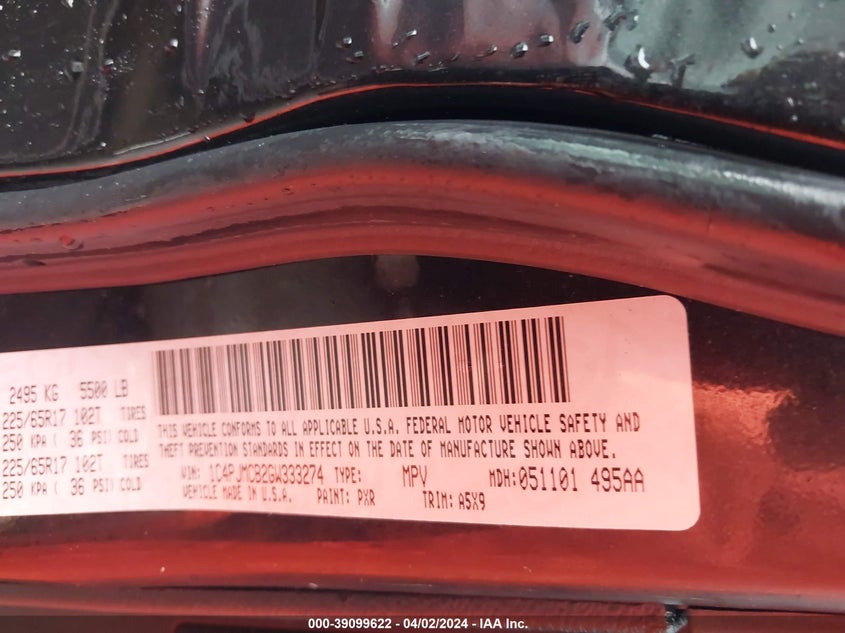 2495 KG 5500 LB
225/65R17 102T TIRES
250 KPA ( 36 PSI) COLD
225/65R17 102T TIRES
250 KPA ( 36 PSI) COLD
THIS VEHICLE CONFORMS TO ALL APPLICABLE U.S.A. FEDERAL MOTOR VEHICLE SAFETY AND
THEFT PREVENTION STANDARDS IN EFFECT ON THE DATE OF MANUFACTURE SHOWN ABOVE.
VIN: 1C4PJMCB2GW333274 TYPE: MPV MDH: 051101 495AA
VEHICLE MADE IN U.S.A. PAINT: PXR TRIM: A5X9
000-39099622 - 04/02/2024 - IAA Inc.